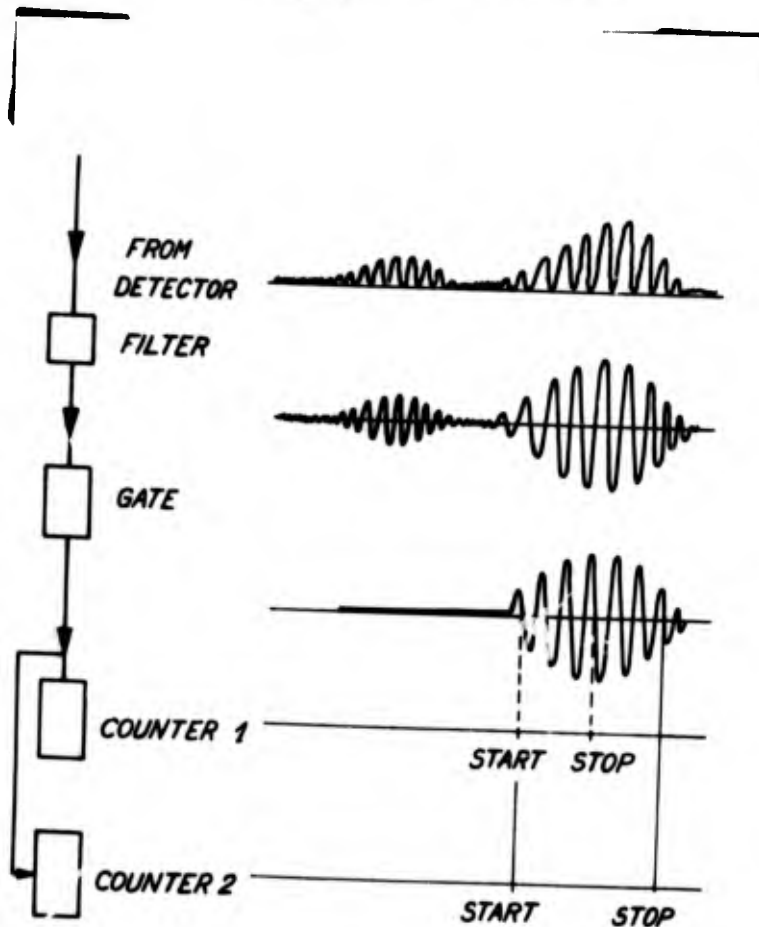 FROM
DETECTOR
FILTER
GATE
COUNTER 1
START STOP
COUNTER 2
START STOP